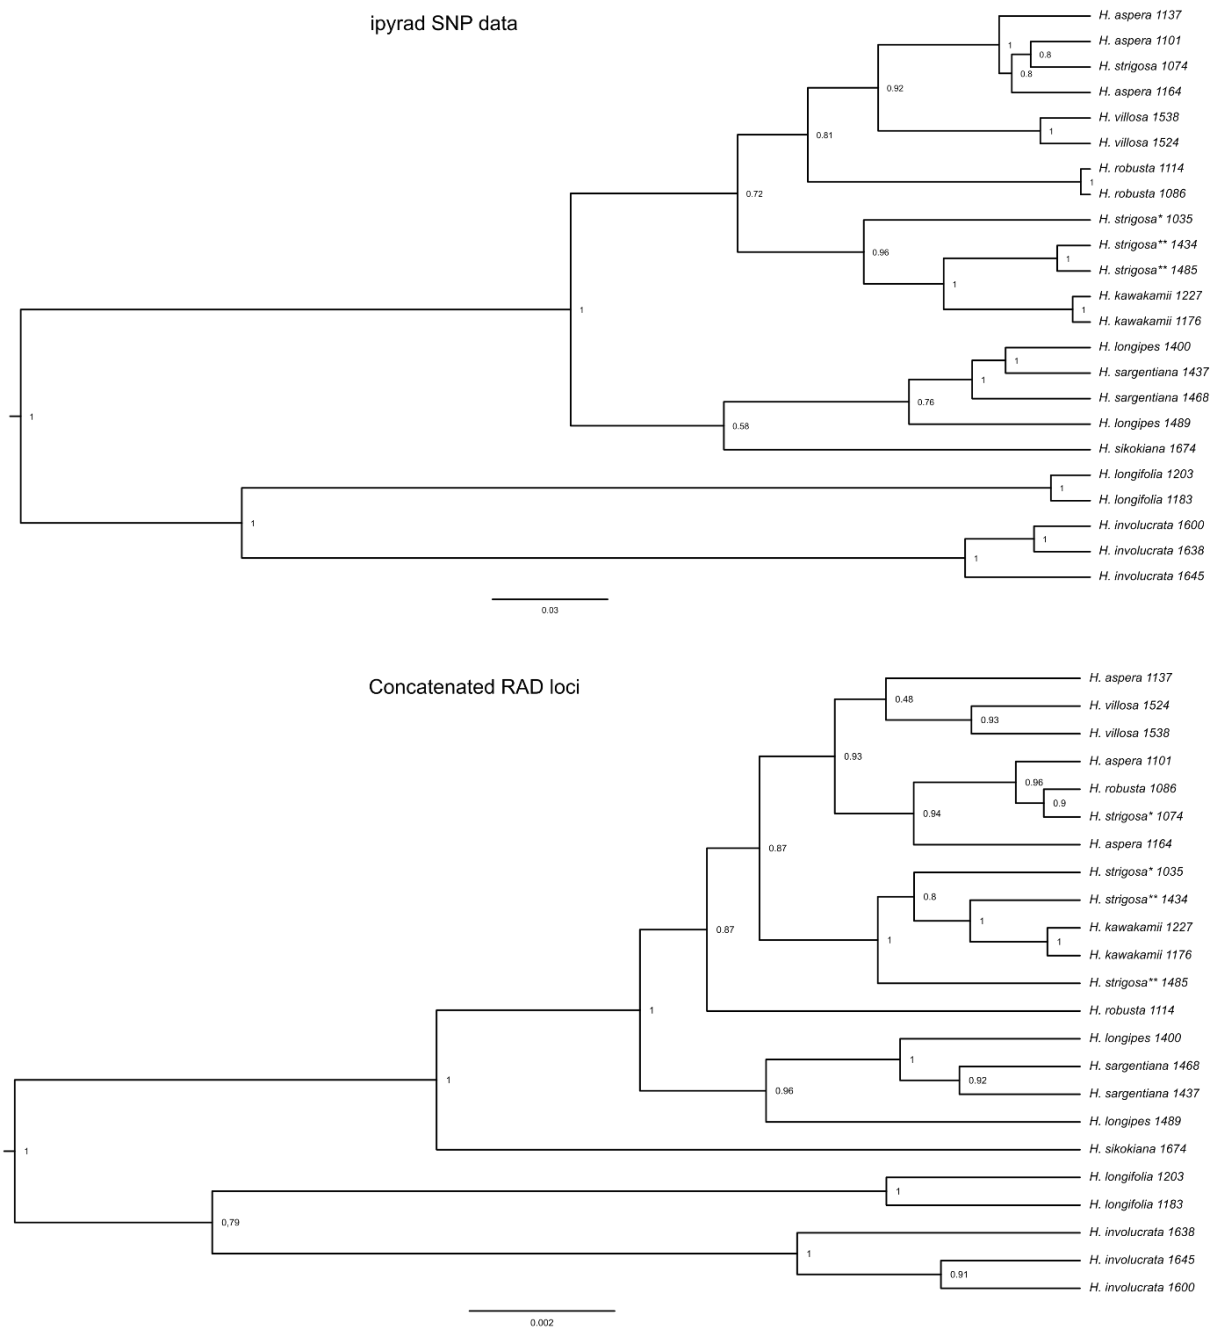 ipyrad SNP data
H. aspera 1137
1
H. aspera 1101
0.8
H. strigosa 1074
0.8
H. aspera 1164
0.92
H. villosa 1538
1
H. villosa 1524
0.81
H. robusta 1114
1
H. robusta 1086
0.72
H. strigosa* 1035
0.96
H. strigosa** 1434
1
H. strigosa** 1485
1
H. kawakamii 1227
1
H. kawakamii 1176
1
H. longipes 1400
1
H. sargentiana 1437
1
H. sargentiana 1468
0.76
H. longipes 1489
0.58
H. sikokiana 1674
1
H. longifolia 1203
1
H. longifolia 1183
1
H. involucrata 1600
1
H. involucrata 1638
1
H. involucrata 1645
0.03
Concatenated RAD loci
H. aspera 1137
0.48
H. villosa 1524
0.93
H. villosa 1538
0.93
H. aspera 1101
0.96
H. robusta 1086
0.9
H. strigosa* 1074
0.94
H. aspera 1164
0.87
H. strigosa* 1035
0.8
H. strigosa** 1434
1
H. kawakamii 1227
1
H. kawakamii 1176
1
H. strigosa** 1485
0.87
H. robusta 1114
1
H. longipes 1400
1
H. sargentiana 1468
0.92
H. sargentiana 1437
0.96
H. longipes 1489
1
H. sikokiana 1674
1
H. longifolia 1203
1
H. longifolia 1183
0,79
H. involucrata 1638
1
H. involucrata 1645
0.91
H. involucrata 1600
0.002